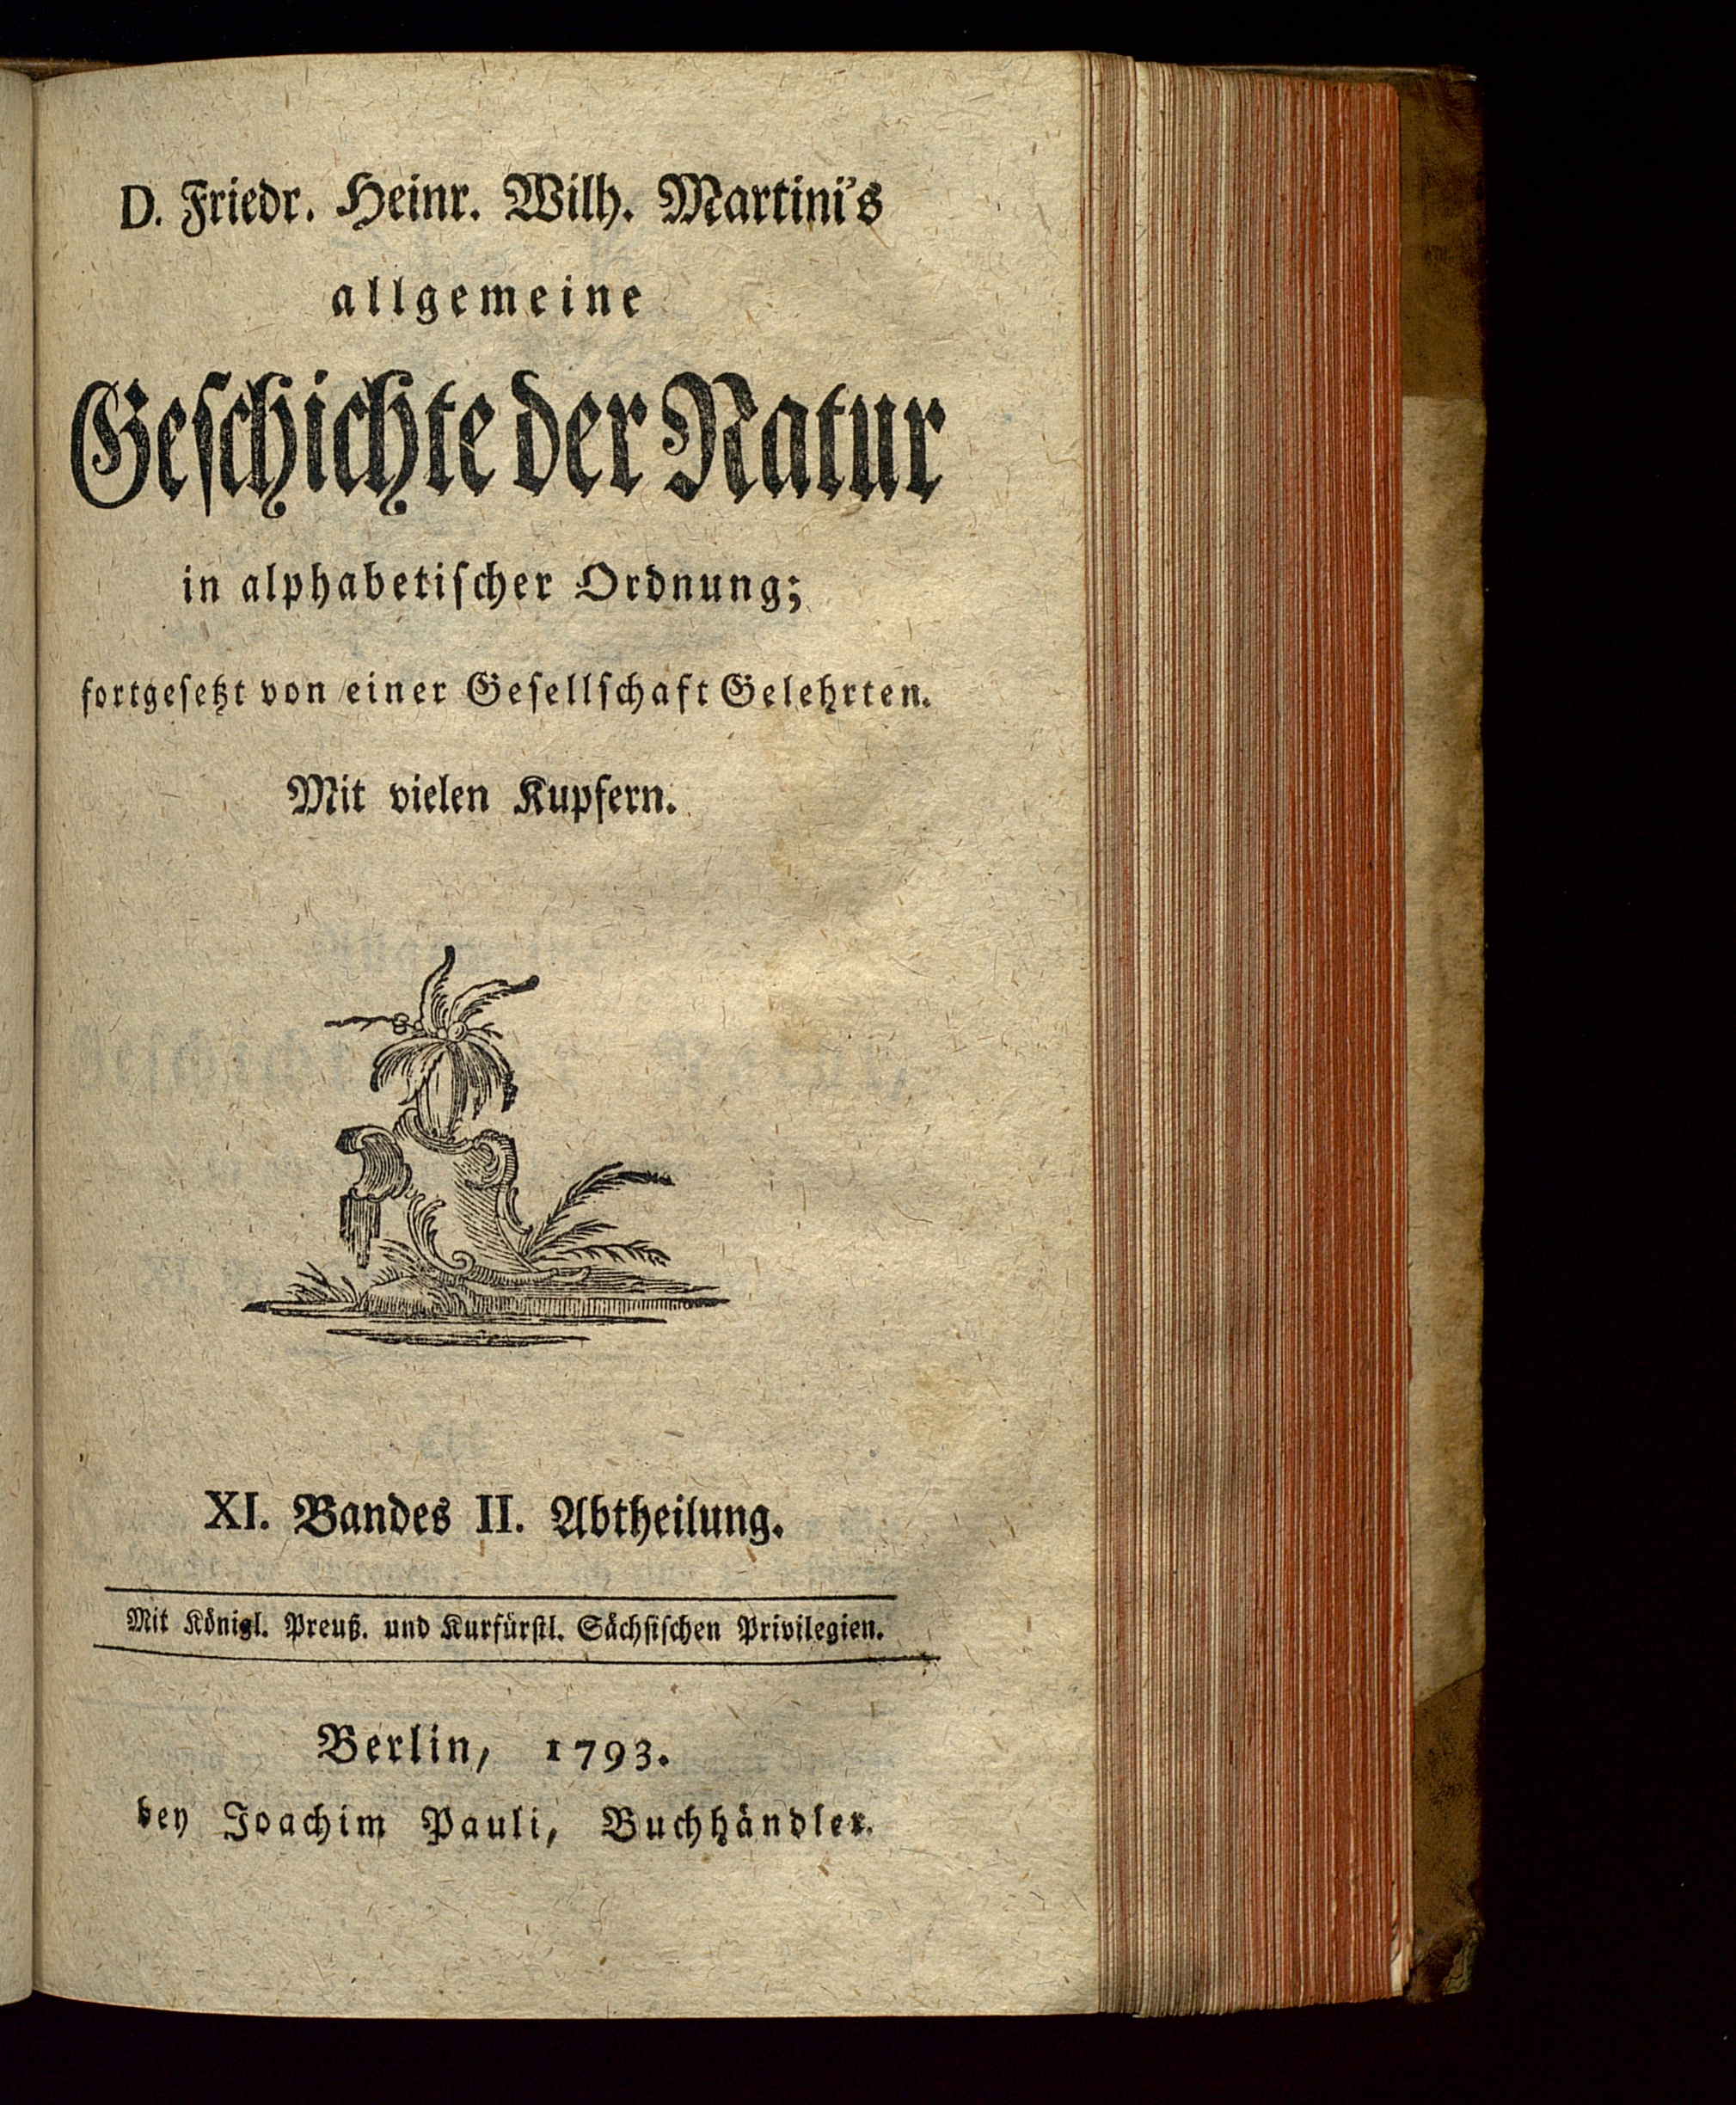 D. Friedr. Heinr. Wilh. Martini's
allgemeine
Geschichte der Natur
in alphabetischer Ordnung;
fortgesetzt von einer Gesellschaft Gelehrten.
Mit vielen Kupfern.
XI. Bandes II. Abtheilung.
Mit Königl. Preuß. und Kurfürstl. Sächsischen Privilegien.
Berlin, 1793.
bey Joachim Pauli, Buchhändler.